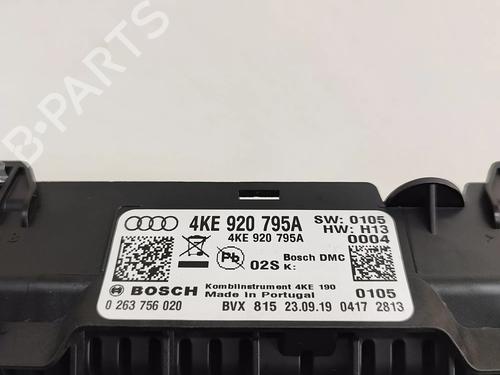 B-PARTS
4KE 920 795A
4KE 920 795A
SW: 0105
HW: H13
0004
Pb
02S
Bosch DMC
K:
BOSCH
Kombiinstrument 4KE 190
Made in Portugal
0105
0 263 756 020
BVX 815 23.09.19 0417 2813